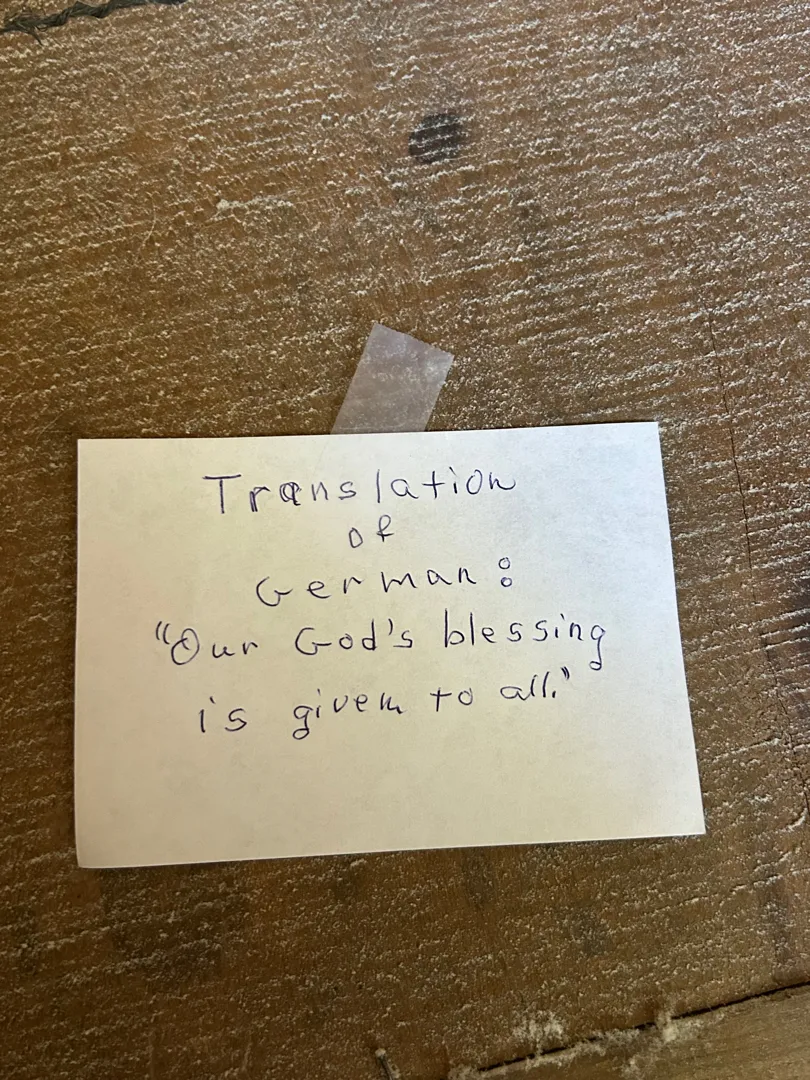 Translation
of
German:
"Our God's blessing
is given to all."